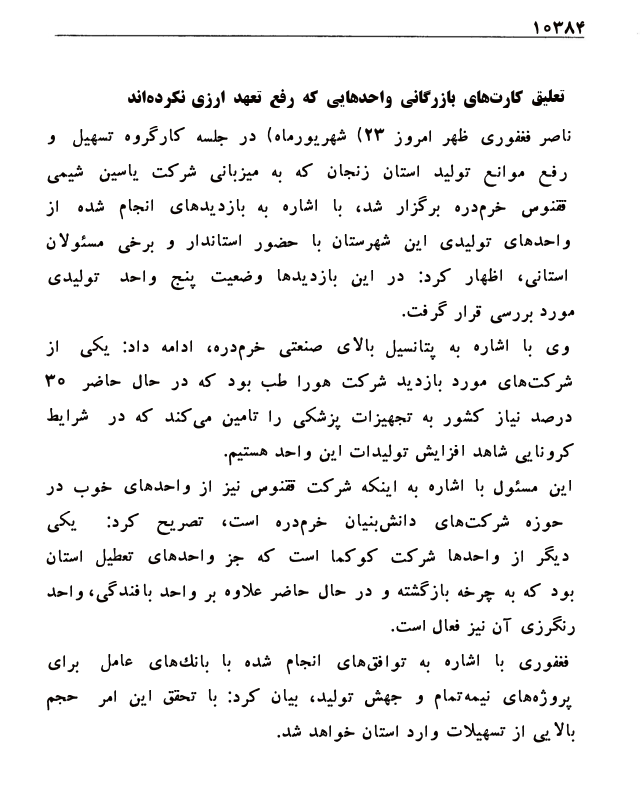 ۱۰۳۸۴
تعلیق کارت‌های بازرگانی واحدهایی که رفع تعهد ارزی نکرده‌اند
ناصر فغفوری ظهر امروز ۲۳) شهریورماه) در جلسه کارگروه تسهیل و
رفع موانع تولید استان زنجان که به میزبانی شرکت یاسین شیمی
ققنوس خرم‌دره برگزار شد، با اشاره به بازدیدهای انجام شده از
واحدهای تولیدی این شهرستان با حضور استاندار و برخی مسئولان
استانی، اظهار کرد: در این بازدیدها وضعیت پنج واحد تولیدی
مورد بررسی قرار گرفت.
وی با اشاره به پتانسیل بالای صنعتی خرم‌دره، ادامه داد: یکی از
شرکت‌های مورد بازدید شرکت هورا طب بود که در حال حاضر ۳۰
درصد نیاز کشور به تجهیزات پزشکی را تامین می‌کند که در شرایط
کرونایی شاهد افزایش تولیدات این واحد هستیم.
این مسئول با اشاره به اینکه شرکت ققنوس نیز از واحدهای خوب در
حوزه شرکت‌های دانش‌بنیان خرم‌دره است، تصریح کرد: یکی
دیگر از واحدها شرکت کوکما است که جز واحدهای تعطیل استان
بود که به چرخه بازگشته و در حال حاضر علاوه بر واحد بافندگی، واحد
رنگرزی آن نیز فعال است.
فغفوری با اشاره به توافق‌های انجام شده با بانك‌های عامل برای
پروژه‌های نیمه‌تمام و جهش تولید، بیان کرد: با تحقق این امر حجم
بالایی از تسهیلات وارد استان خواهد شد.